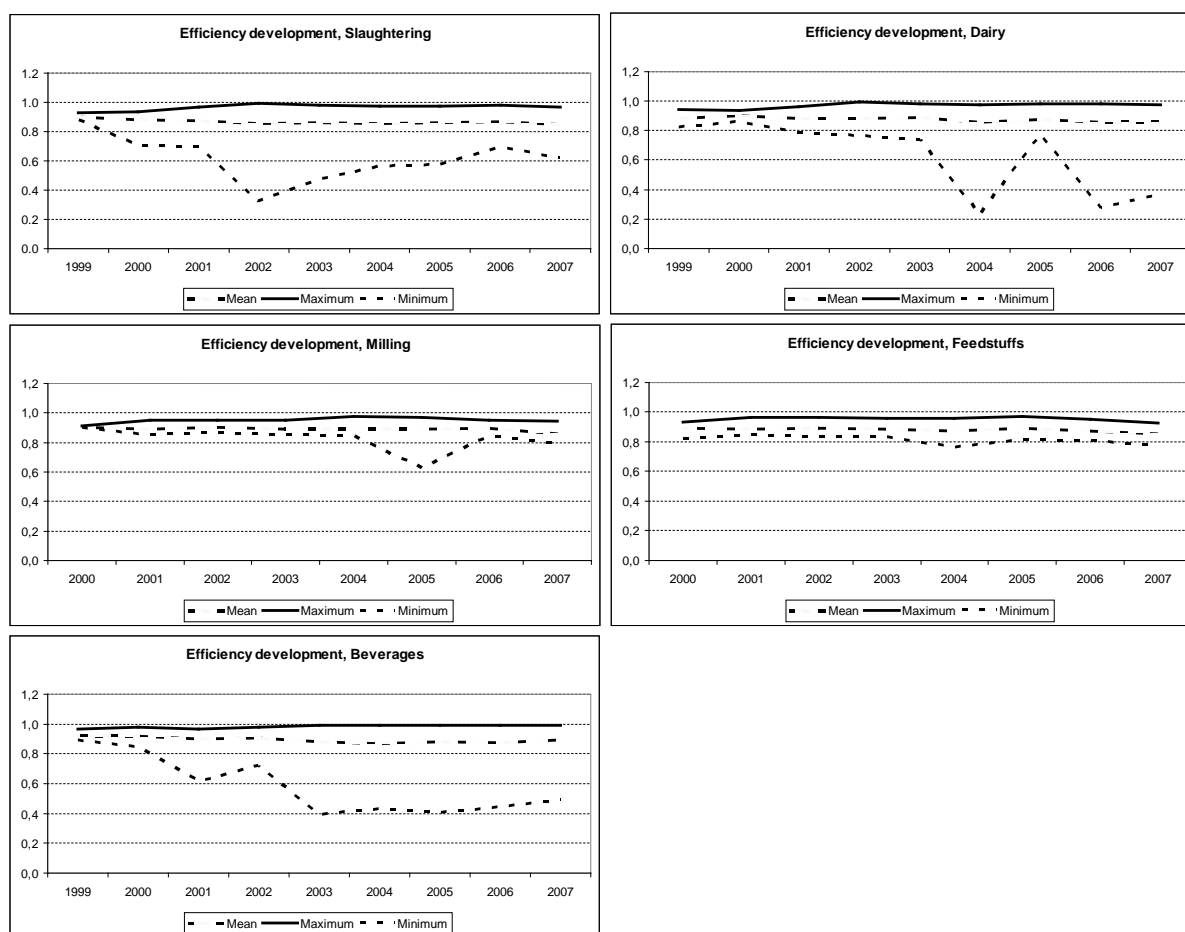 Efficiency development, Slaughtering
1.2
1.0
0.8
0.6
0.4
0.2
0.0
1999 2000 2001 2002 2003 2004 2005 2006 2007
Mean Maximum Minimum
Efficiency development, Dairy
1,2
1,0
0,8
0,6
0,4
0,2
0,0
1999 2000 2001 2002 2003 2004 2005 2006 2007
Mean Maximum Minimum
Efficiency development, Milling
1,2
1,0
0,8
0,6
0,4
0,2
0,0
2000 2001 2002 2003 2004 2005 2006 2007
Mean Maximum Minimum
Efficiency development, Feedstuffs
1,2
1,0
0,8
0,6
0,4
0,2
0,0
2000 2001 2002 2003 2004 2005 2006 2007
Mean Maximum Minimum
Efficiency development, Beverages
1,2
1,0
0,8
0,6
0,4
0,2
0,0
1999 2000 2001 2002 2003 2004 2005 2006 2007
Mean Maximum Minimum